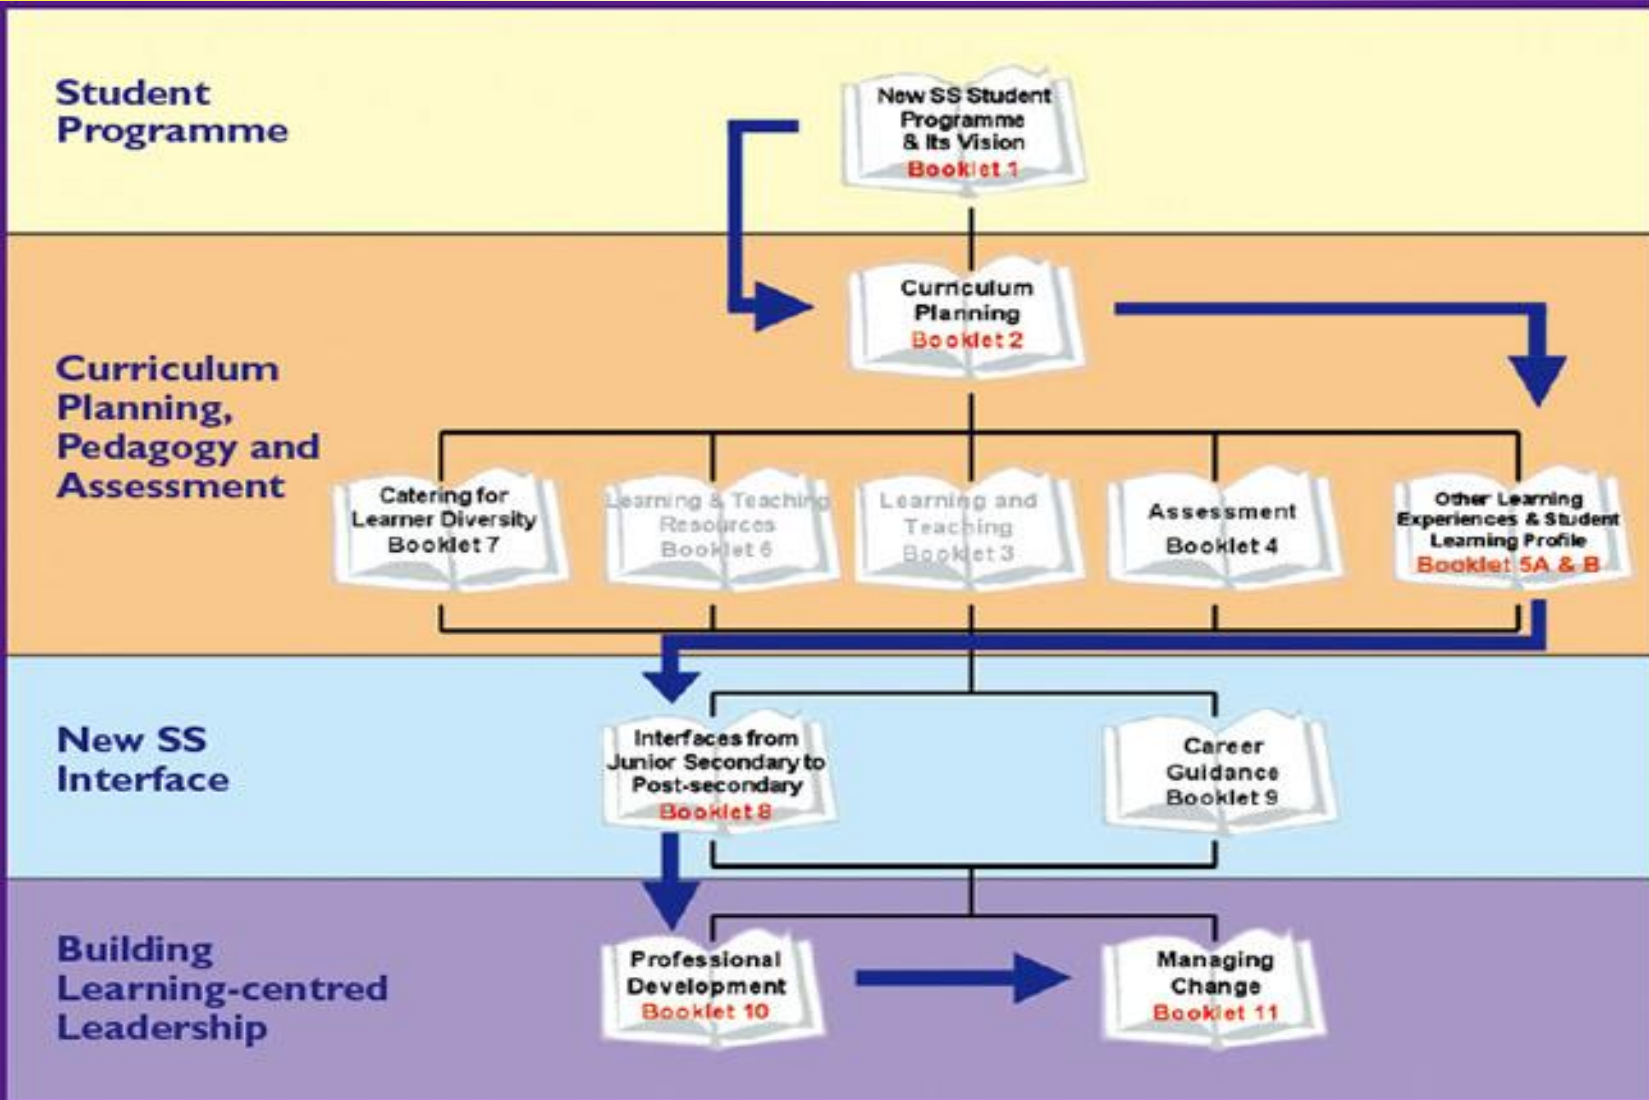 Student
Programme
New SS Student
Programme
& Its Vision
Booklet 1
Curriculum
Planning,
Pedagogy and
Assessment
Curriculum
Planning
Booklet 2
Catering for
Learner Diversity
Booklet 7
Learning & Teaching
Resources
Booklet 6
Learning and
Teaching
Booklet 3
Assessment
Booklet 4
Other Learning
Experiences & Student
Learning Profile
Booklet 5A & B
New SS
Interface
Interfaces from
Junior Secondary to
Post-secondary
Booklet 8
Career
Guidance
Booklet 9
Building
Learning-centred
Leadership
Professional
Development
Booklet 10
Managing
Change
Booklet 11